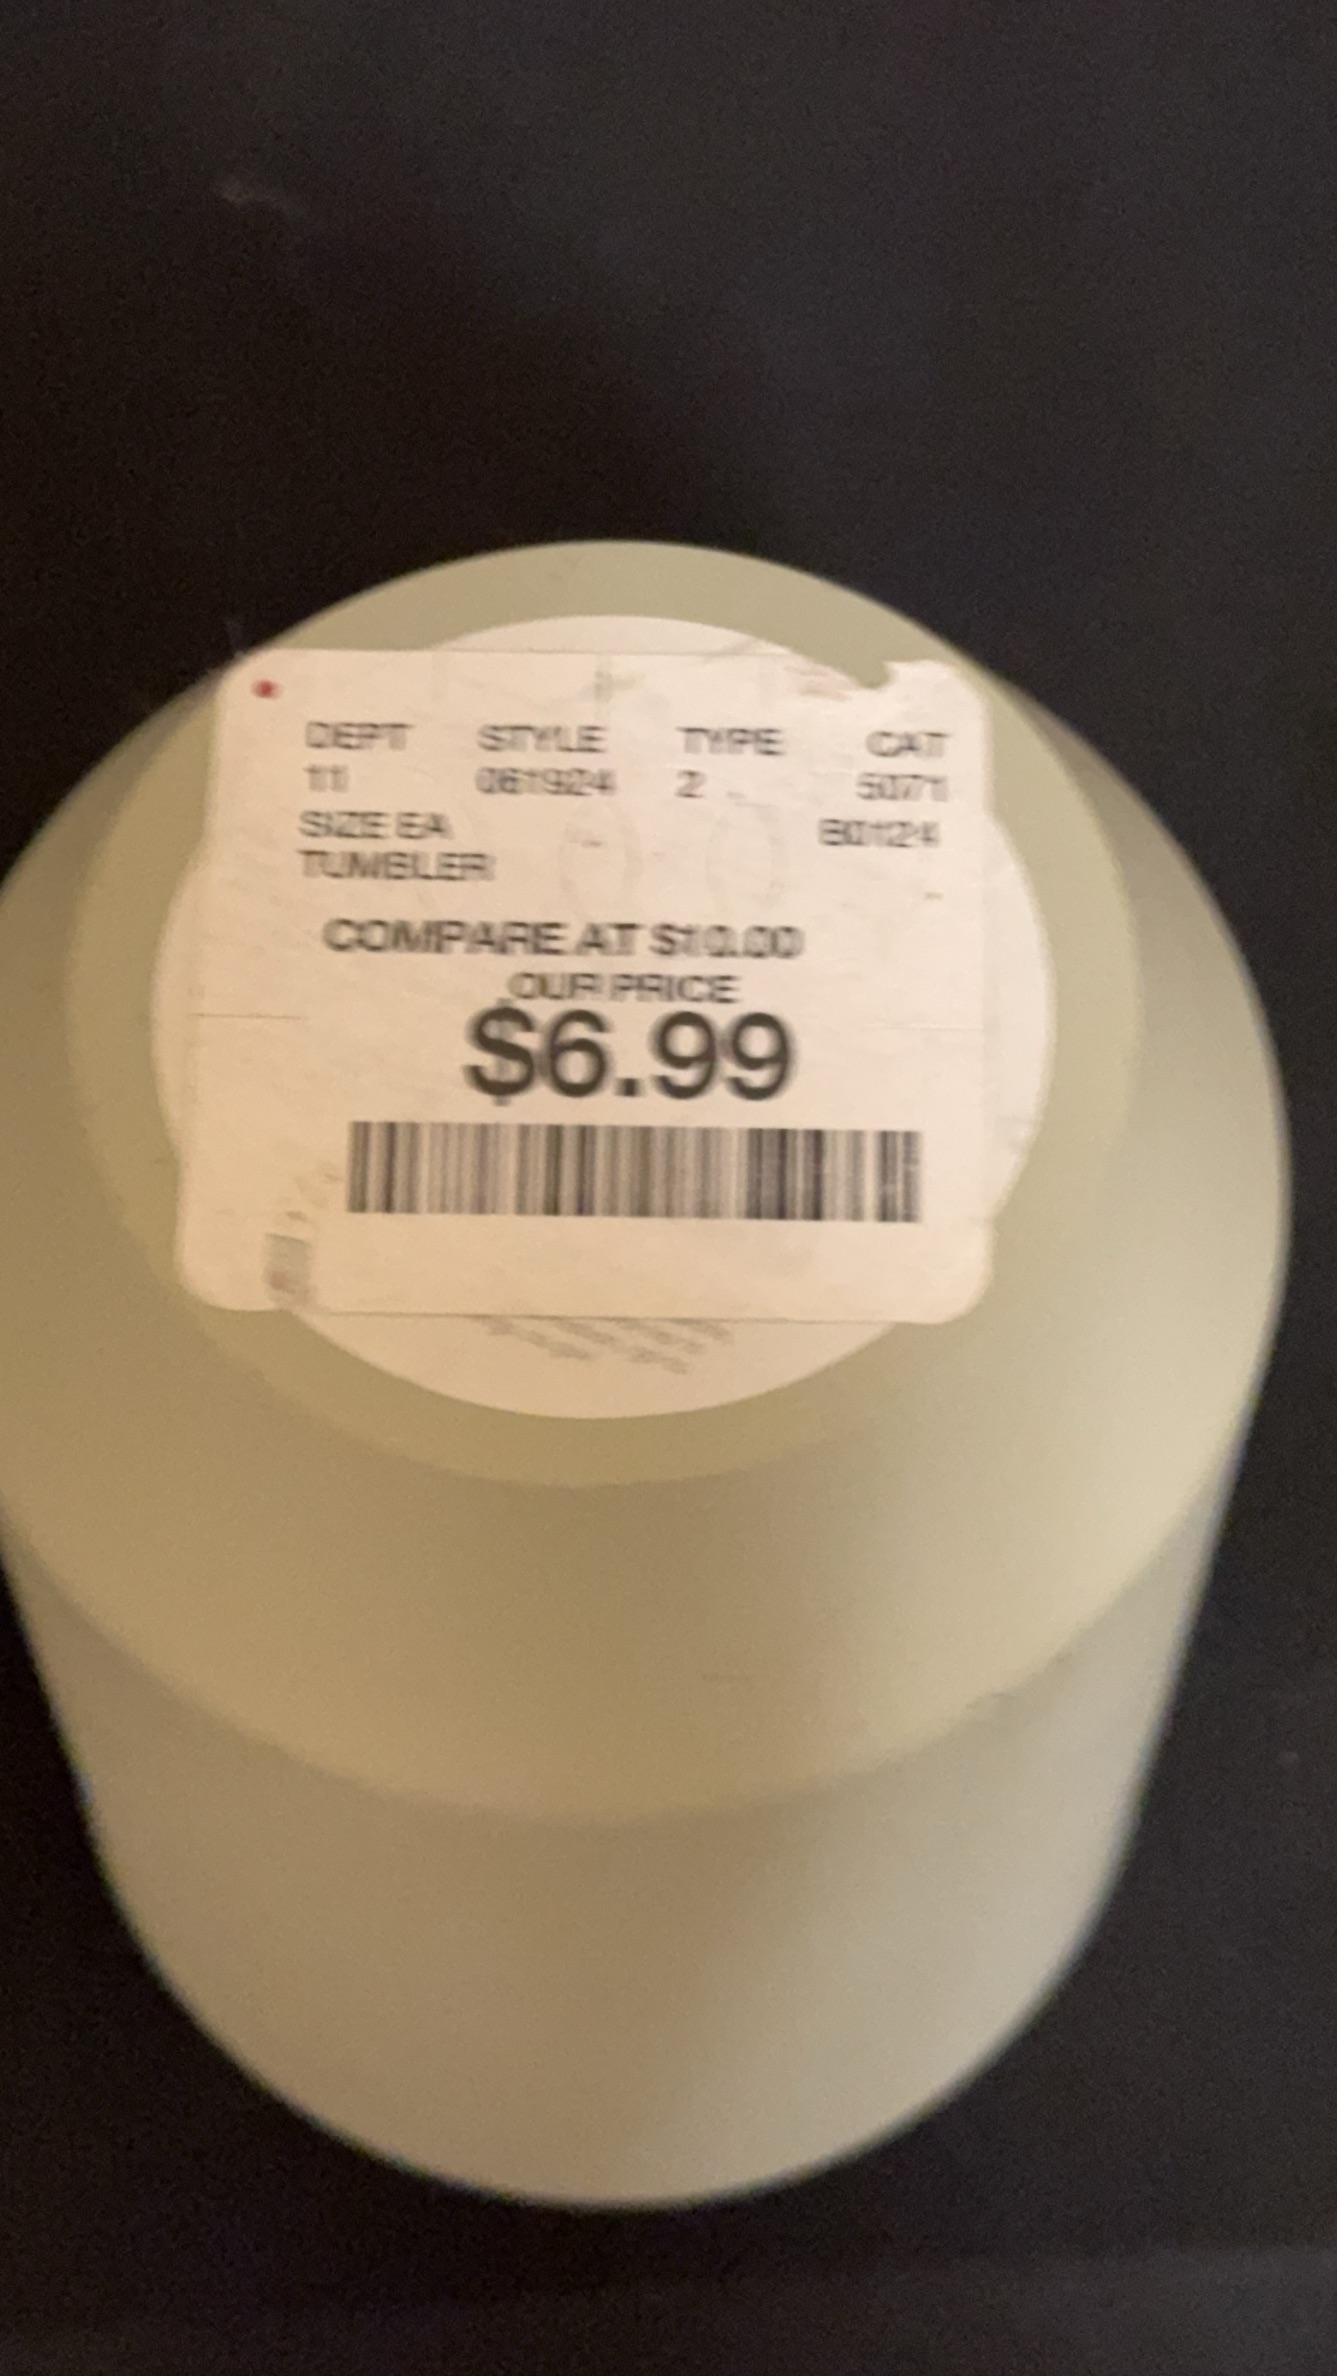 DEPT STYLE TYPE CAT
11 061924 2 5071
SIZE EA B0124
TUMBLER
COMPARE AT $10.00
OUR PRICE
$6.99